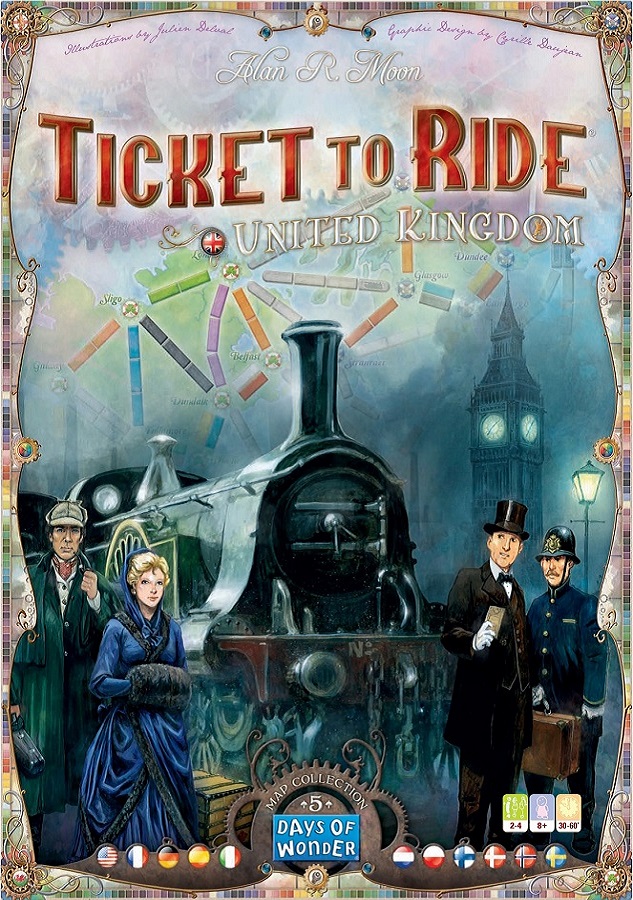 Illustrations by Julien Delval
Graphic Design by Cyrille Daujean
Alan R. Moon
TICKET TO RIDE®
UNITED KINGDOM
Dundee
Glasgow
Sligo
Belfast
Stranraer
Dundalk
MAP COLLECTION
5
DAYS OF
WONDER
2-4
8+
30-60'